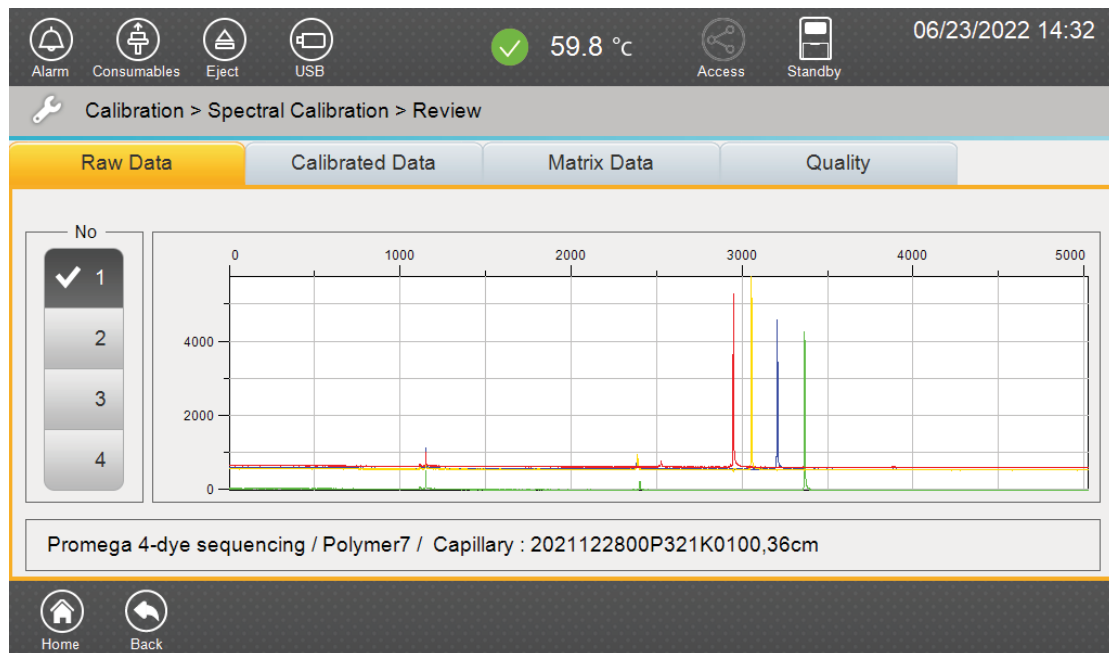 59.8 °C
06/23/2022 14:32
Alarm Consumables Eject USB Access Standby
Calibration > Spectral Calibration > Review
Raw Data Calibrated Data Matrix Data Quality
No
1
2
3
4
0 1000 2000 3000 4000 5000
4000
2000
0
Promega 4-dye sequencing / Polymer7 / Capillary : 2021122800P321K0100,36cm
Home Back